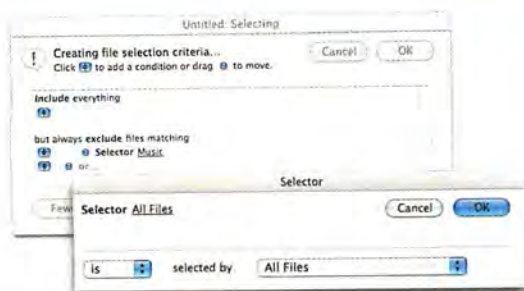 Untitled: Selecting
Creating file selection criteria...
Cancel
OK
Click to add a condition or drag to move.
Include everything
but always exclude files matching
Selector Music
or...
Selector
Selector All Files
Cancel
OK
is
selected by
All Files